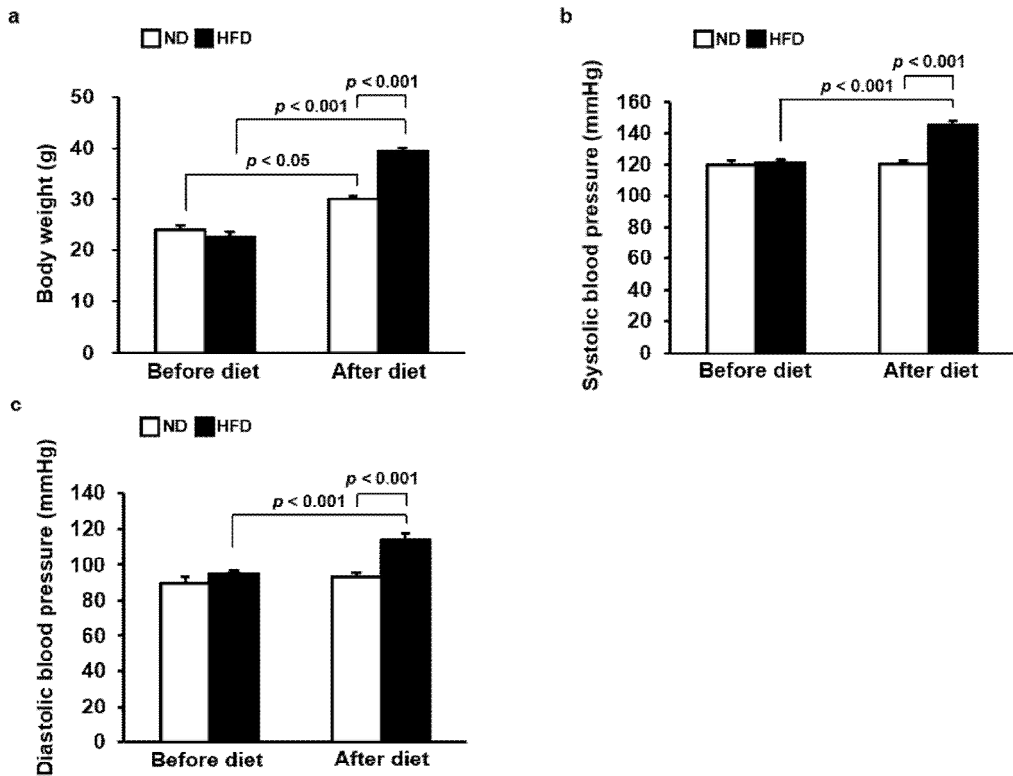 a
ND HFD
p < 0.001
p < 0.001
p < 0.05
50
40
30
20
10
0
Body weight (g)
Before diet After diet
b
ND HFD
p < 0.001
p < 0.001
160
140
120
100
80
60
40
20
0
Systolic blood pressure (mmHg)
Before diet After diet
c
ND HFD
p < 0.001
p < 0.001
140
120
100
80
60
40
20
0
Diastolic blood pressure (mmHg)
Before diet After diet